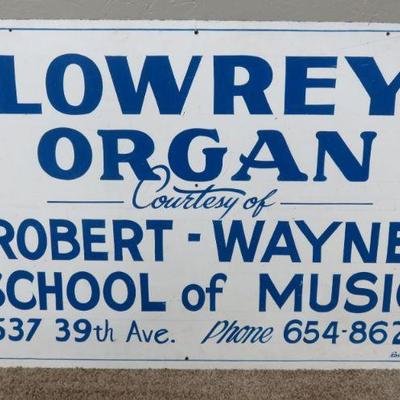 LOWREY
ORGAN
Courtesy of
ROBERT - WAYNE
SCHOOL of MUSIC
537 39th Ave. Phone 654-862